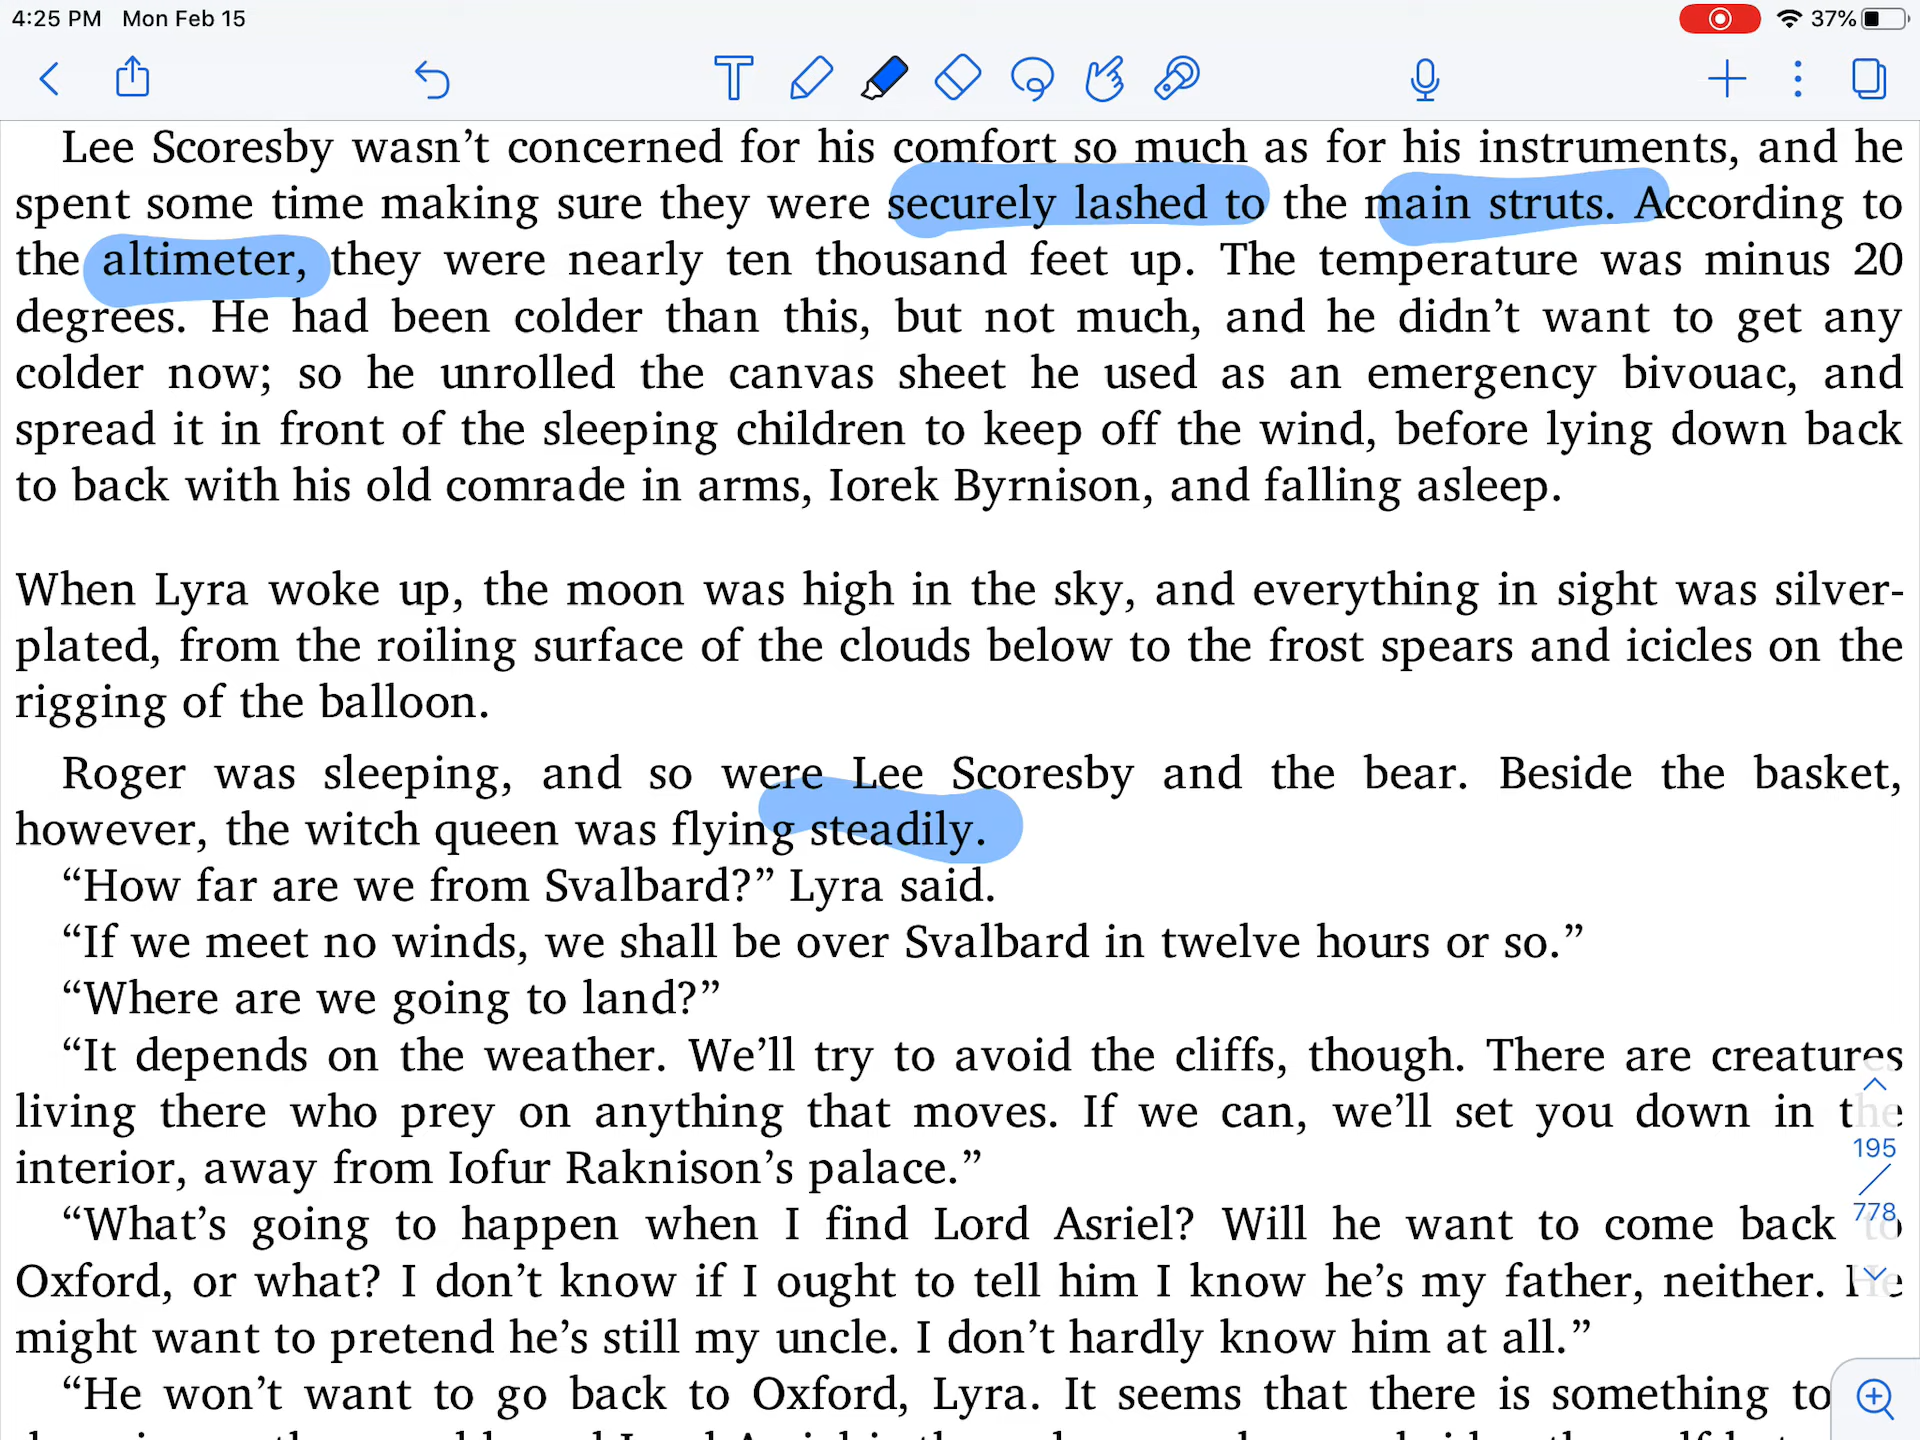 4:25 PM Mon Feb 15 37%
Lee Scoresby wasn’t concerned for his comfort so much as for his instruments, and he
spent some time making sure they were securely lashed to the main struts. According to
the altimeter, they were nearly ten thousand feet up. The temperature was minus 20
degrees. He had been colder than this, but not much, and he didn’t want to get any
colder now; so he unrolled the canvas sheet he used as an emergency bivouac, and
spread it in front of the sleeping children to keep off the wind, before lying down back
to back with his old comrade in arms, Iorek Byrnison, and falling asleep.
When Lyra woke up, the moon was high in the sky, and everything in sight was silver-
plated, from the roiling surface of the clouds below to the frost spears and icicles on the
rigging of the balloon.
Roger was sleeping, and so were Lee Scoresby and the bear. Beside the basket,
however, the witch queen was flying steadily.
“How far are we from Svalbard?” Lyra said.
“If we meet no winds, we shall be over Svalbard in twelve hours or so.”
“Where are we going to land?”
“It depends on the weather. We’ll try to avoid the cliffs, though. There are creatures
living there who prey on anything that moves. If we can, we’ll set you down in the
interior, away from Iofur Raknison’s palace.”
“What’s going to happen when I find Lord Asriel? Will he want to come back to
Oxford, or what? I don’t know if I ought to tell him I know he’s my father, neither. He
might want to pretend he’s still my uncle. I don’t hardly know him at all.”
“He won’t want to go back to Oxford, Lyra. It seems that there is something to
195
/
778